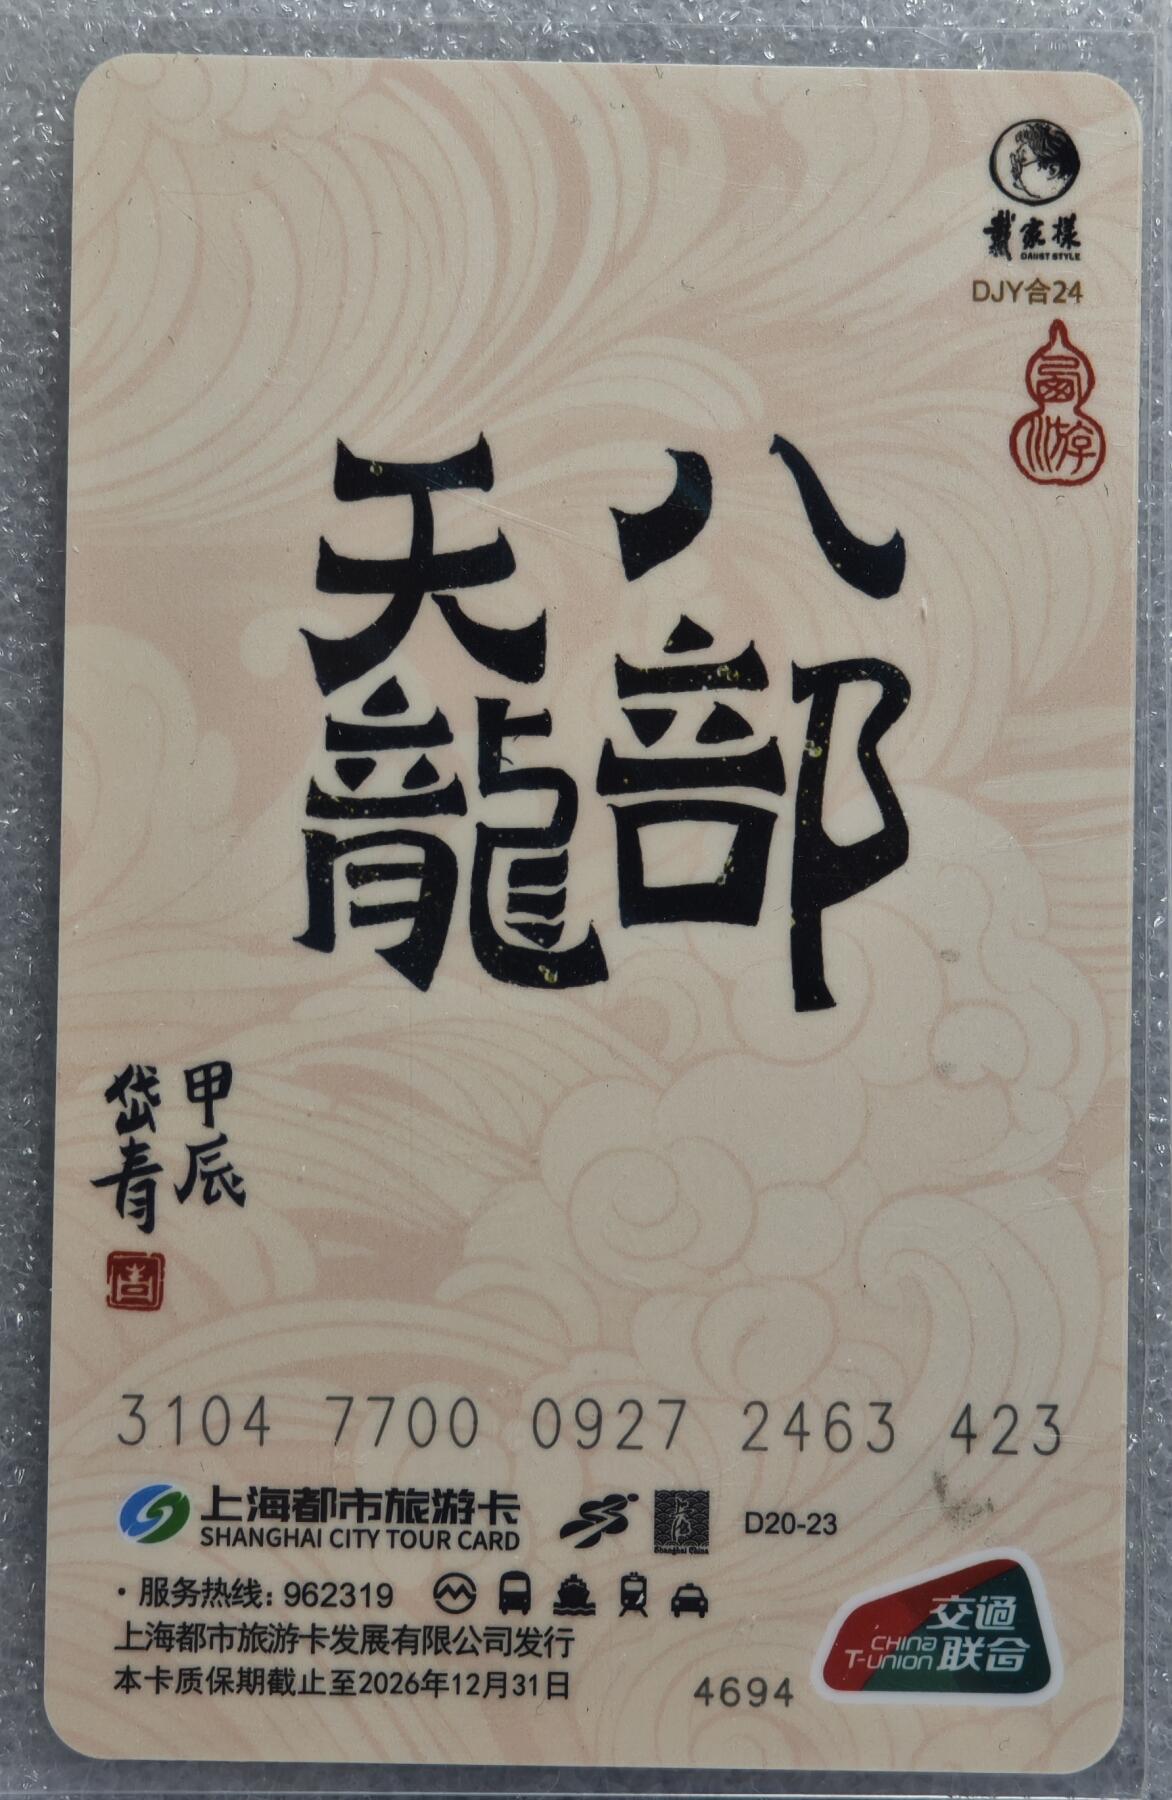 戴家樣
DAIIST STYLE
DJY合24
八部
天龍
甲辰
岱青
3104 7700 0927 2463 423
上海都市旅游卡
SHANGHAI CITY TOUR CARD
Shanghai China
D20-23
·服务热线：962319
上海都市旅游卡发展有限公司发行
本卡质保期截止至2026年12月31日
4694
交通
联合
CHINA
T-UNION